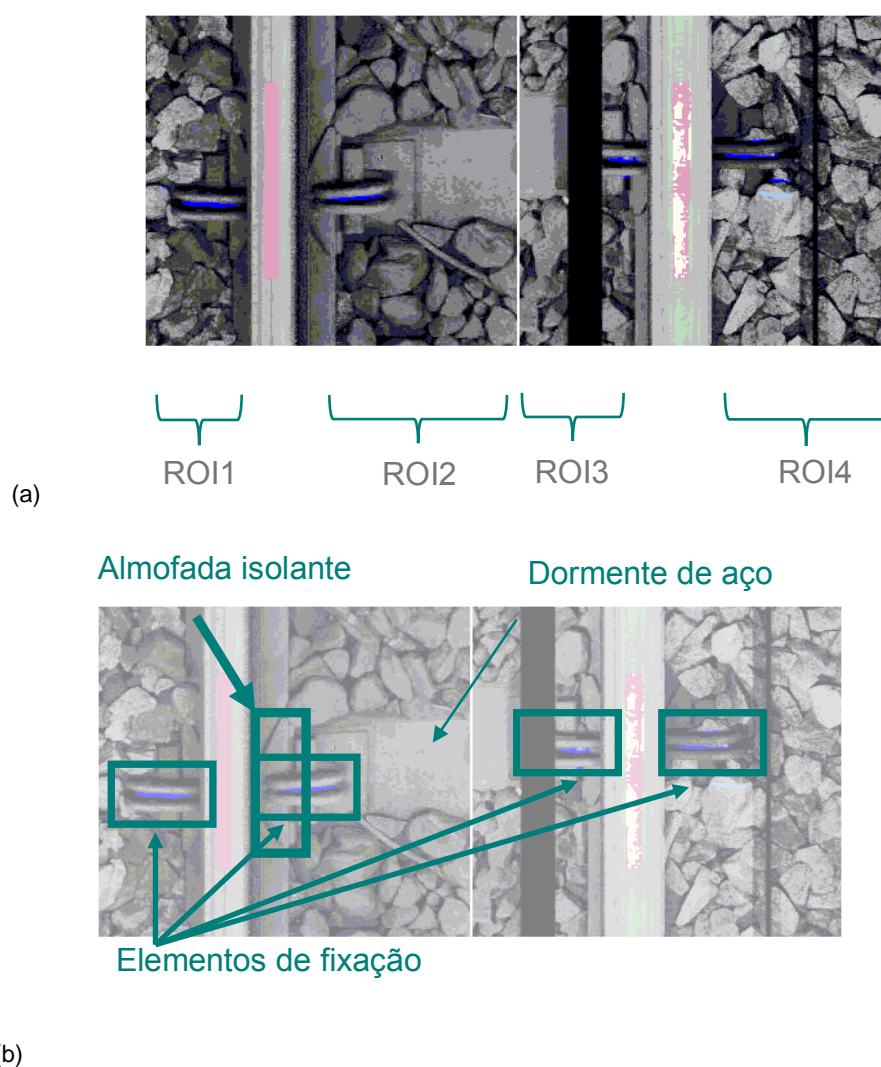 ROI1 ROI2 ROI3 ROI4
(a)
Almofada isolante Dormente de aço
Elementos de fixação
(b)